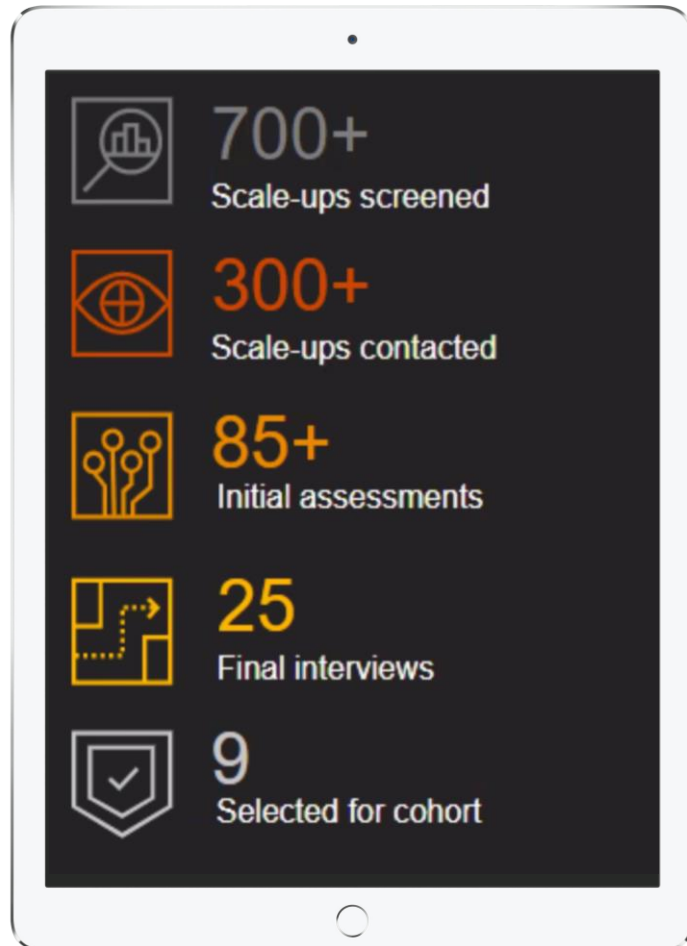 700+
Scale-ups screened
300+
Scale-ups contacted
85+
Initial assessments
25
Final interviews
9
Selected for cohort